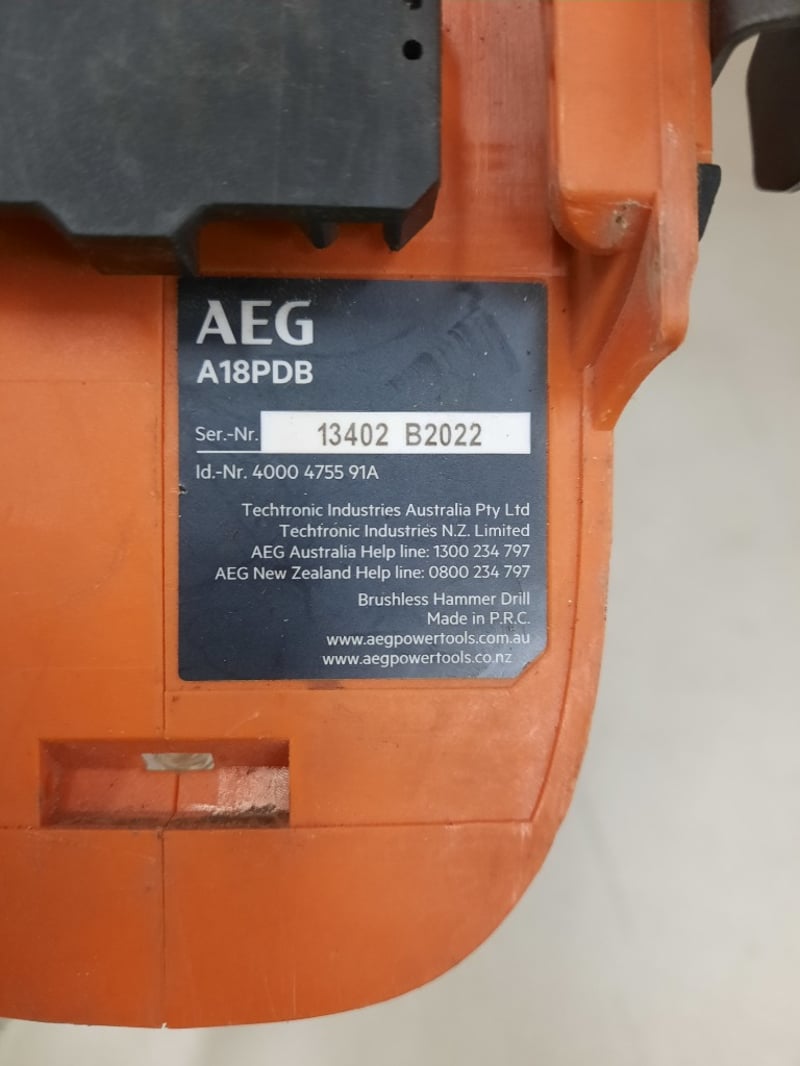 AEG
A18PDB
Ser.-Nr. 13402 B2022
Id.-Nr. 4000 4755 91A
Techtronic Industries Australia Pty Ltd
Techtronic Industries N.Z. Limited
AEG Australia Help line: 1300 234 797
AEG New Zealand Help line: 0800 234 797
Brushless Hammer Drill
Made in P.R.C.
www.aegpowertools.com.au
www.aegpowertools.co.nz